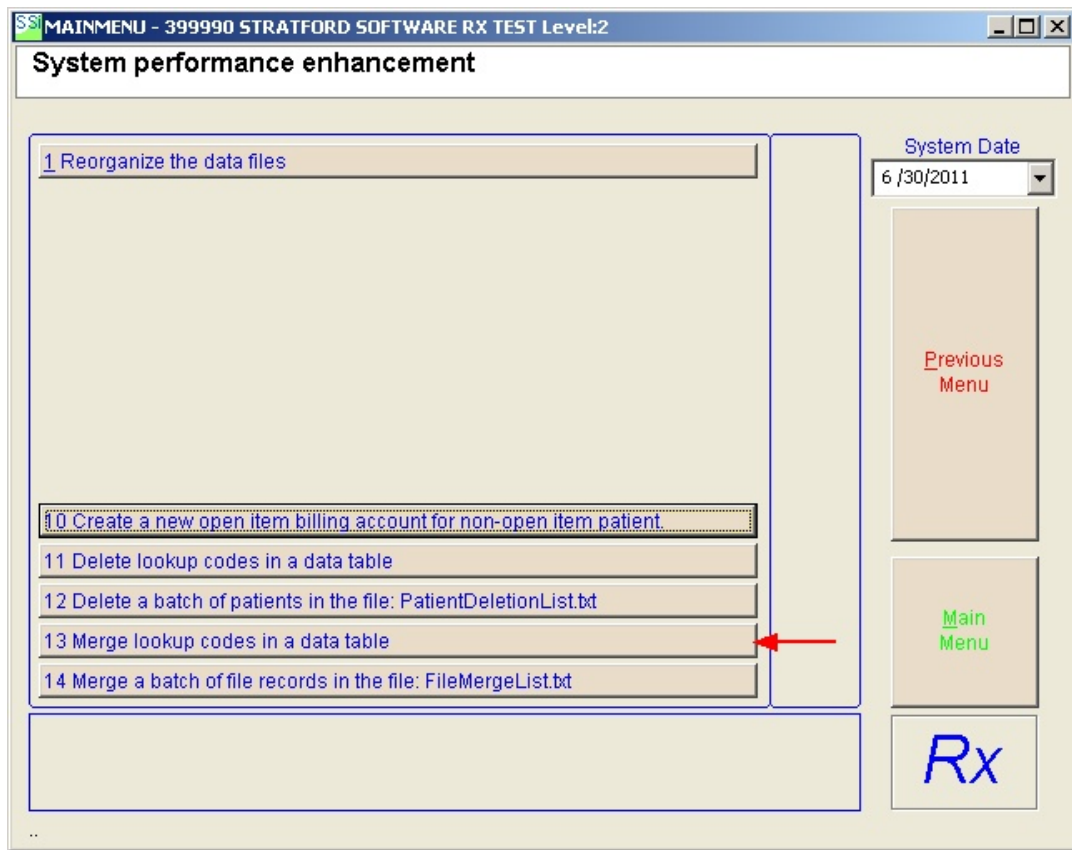 SSI MAINMENU - 399990 STRATFORD SOFTWARE RX TEST Level:2
System performance enhancement
1 Reorganize the data files
10 Create a new open item billing account for non-open item patient.
11 Delete lookup codes in a data table
12 Delete a batch of patients in the file: PatientDeletionList.txt
13 Merge lookup codes in a data table
14 Merge a batch of file records in the file: FileMergeList.txt
System Date
6 /30/2011
Previous
Menu
Main
Menu
Rx
..